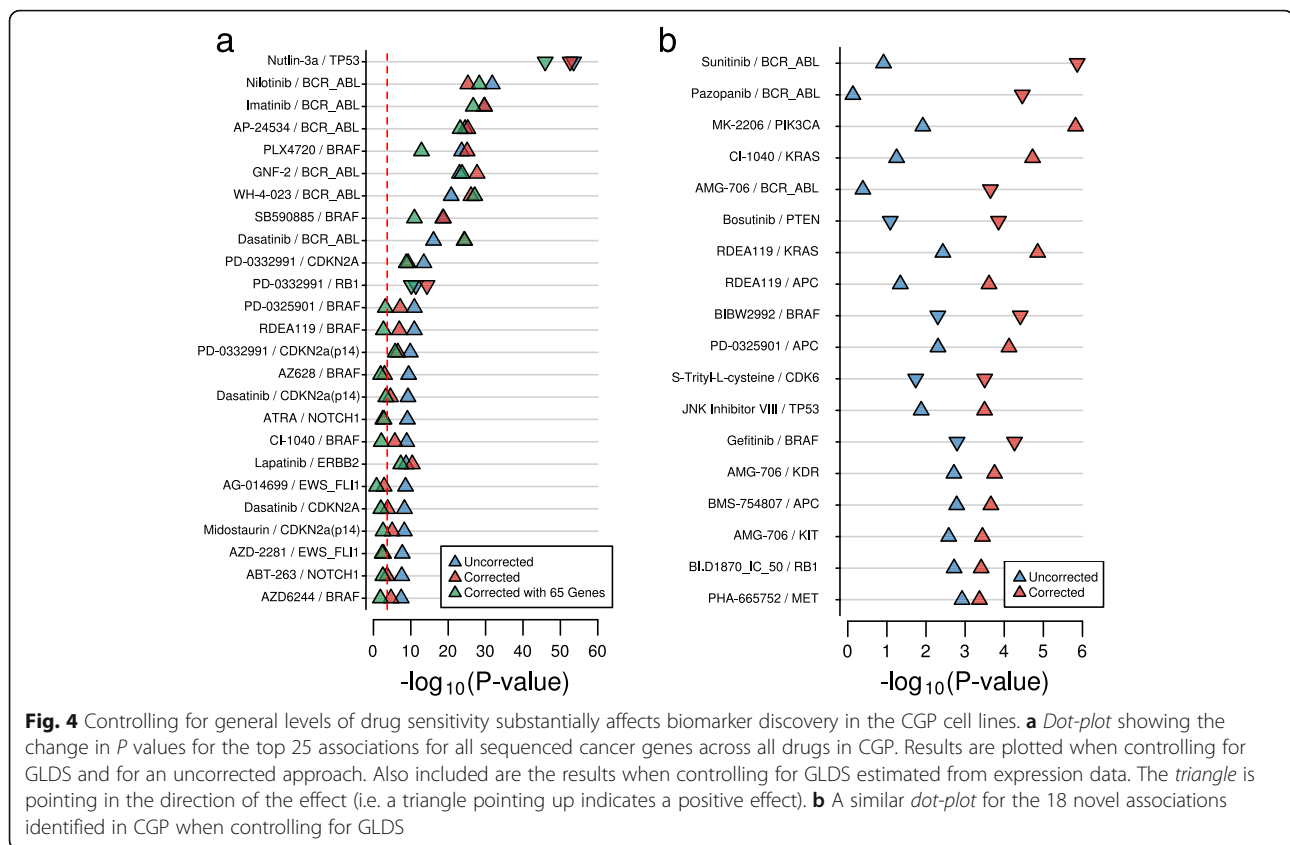 a
Nutlin-3a / TP53
Nilotinib / BCR_ABL
Imatinib / BCR_ABL
AP-24534 / BCR_ABL
PLX4720 / BRAF
GNF-2 / BCR_ABL
WH-4-023 / BCR_ABL
SB590885 / BRAF
Dasatinib / BCR_ABL
PD-0332991 / CDKN2A
PD-0332991 / RB1
PD-0325901 / BRAF
RDEA119 / BRAF
PD-0332991 / CDKN2a(p14)
AZ628 / BRAF
Dasatinib / CDKN2a(p14)
ATRA / NOTCH1
CI-1040 / BRAF
Lapatinib / ERBB2
AG-014699 / EWS_FLI1
Dasatinib / CDKN2A
Midostaurin / CDKN2a(p14)
AZD-2281 / EWS_FLI1
ABT-263 / NOTCH1
AZD6244 / BRAF
Uncorrected
Corrected
Corrected with 65 Genes
0 10 20 30 40 50 60
-log10(P-value)
b
Sunitinib / BCR_ABL
Pazopanib / BCR_ABL
MK-2206 / PIK3CA
CI-1040 / KRAS
AMG-706 / BCR_ABL
Bosutinib / PTEN
RDEA119 / KRAS
RDEA119 / APC
BIBW2992 / BRAF
PD-0325901 / APC
S-Trityl-L-cysteine / CDK6
JNK Inhibitor VIII / TP53
Gefitinib / BRAF
AMG-706 / KDR
BMS-754807 / APC
AMG-706 / KIT
BI.D1870_IC_50 / RB1
PHA-665752 / MET
Uncorrected
Corrected
0 1 2 3 4 5 6
-log10(P-value)
Fig. 4 Controlling for general levels of drug sensitivity substantially affects biomarker discovery in the CGP cell lines. a Dot-plot showing the
change in P values for the top 25 associations for all sequenced cancer genes across all drugs in CGP. Results are plotted when controlling for
GLDS and for an uncorrected approach. Also included are the results when controlling for GLDS estimated from expression data. The triangle is
pointing in the direction of the effect (i.e. a triangle pointing up indicates a positive effect). b A similar dot-plot for the 18 novel associations
identified in CGP when controlling for GLDS